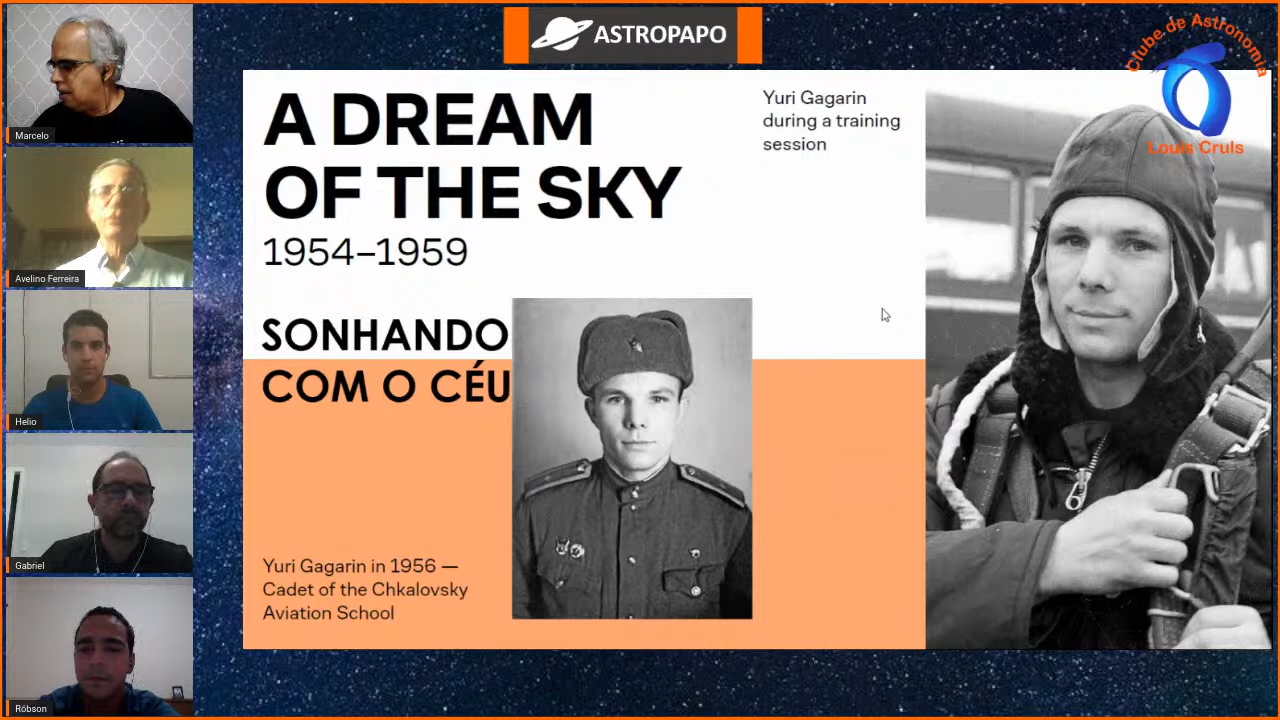 ASTROPAPO
Clube de Astronomia
Louis Cruls
A DREAM
OF THE SKY
1954–1959
SONHANDO
COM O CÉU
Yuri Gagarin
during a training
session
Yuri Gagarin in 1956 —
Cadet of the Chkalovsky
Aviation School
Marcelo
Avelino Ferreira
Helio
Gabriel
Róbson